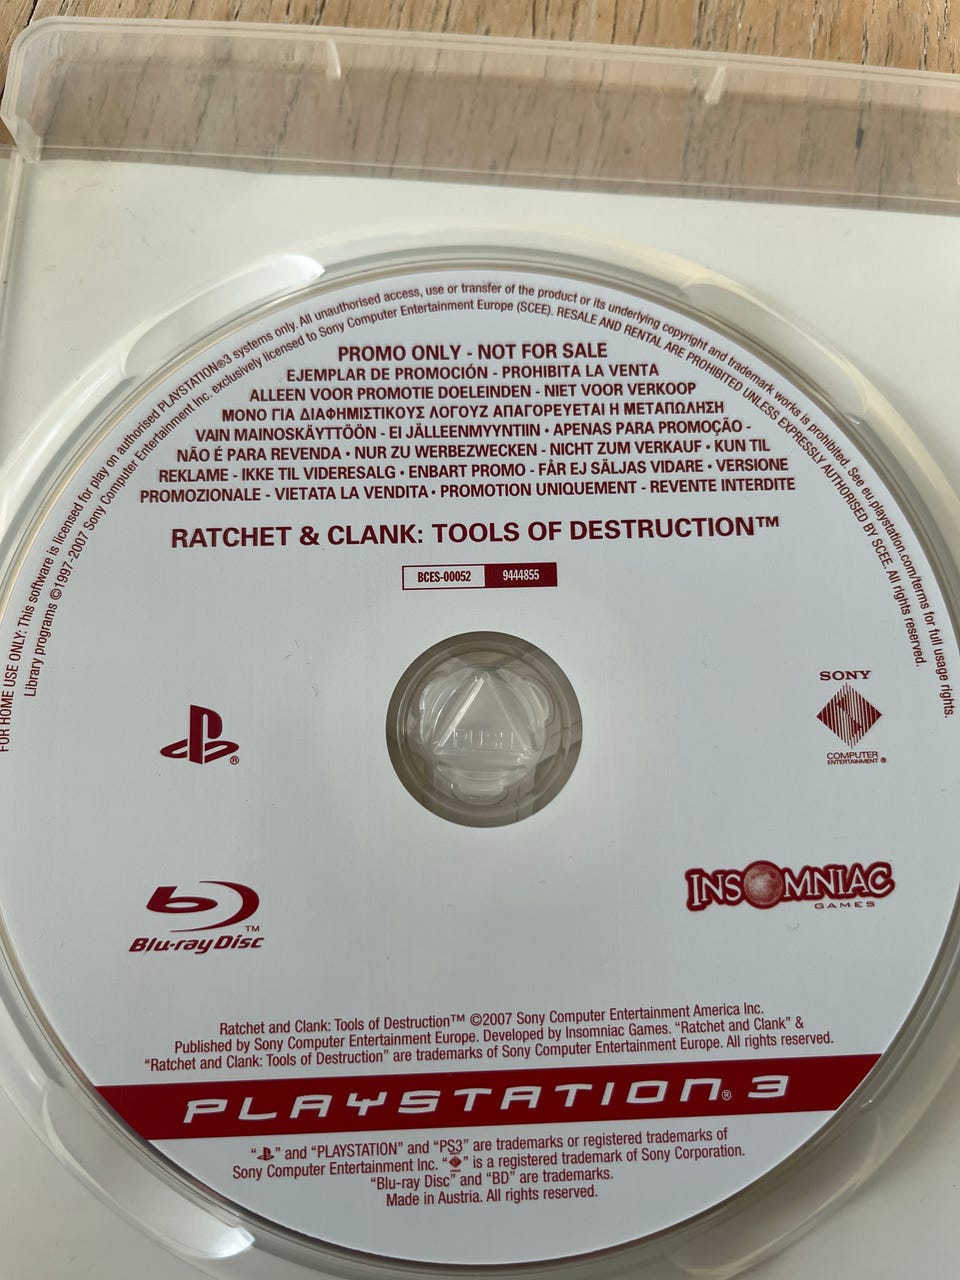 FOR HOME USE ONLY: This software is licensed for play on authorised PLAYSTATION®3 systems only. All unauthorised access, use or transfer of the product or its underlying copyright and trademark works is prohibited. See eu.playstation.com/terms for full usage rights.
Library programs ©1997-2007 Sony Computer Entertainment Inc. exclusively licensed to Sony Computer Entertainment Europe (SCEE). RESALE AND RENTAL ARE PROHIBITED UNLESS EXPRESSLY AUTHORISED BY SCEE. All rights reserved.
PROMO ONLY - NOT FOR SALE
EJEMPLAR DE PROMOCIÓN - PROHIBITA LA VENTA
ALLEEN VOOR PROMOTIE DOELEINDEN - NIET VOOR VERKOOP
ΜΟΝΟ ΓΙΑ ΔΙΑΦΗΜΙΣΤΙΚΟΥΣ ΛΟΓΟΥΖ ΑΠΑΓΟΡΕΥΕΤΑΙ Η ΜΕΤΑΠΩΛΗΣΗ
VAIN MAINOSKÄYTTÖÖN - EI JÄLLEENMYYNTIIN • APENAS PARA PROMOÇÃO -
NÃO É PARA REVENDA • NUR ZU WERBEZWECKEN - NICHT ZUM VERKAUF • KUN TIL
REKLAME - IKKE TIL VIDERESALG • ENBART PROMO - FÅR EJ SÄLJAS VIDARE • VERSIONE
PROMOZIONALE - VIETATA LA VENDITA • PROMOTION UNIQUEMENT - REVENTE INTERDITE
RATCHET & CLANK: TOOLS OF DESTRUCTION™
BCES-00052 9444855
PUSH
SONY
COMPUTER
ENTERTAINMENT®
INSOMNIAC
GAMES
Blu-ray Disc™
Ratchet and Clank: Tools of Destruction™ ©2007 Sony Computer Entertainment America Inc.
Published by Sony Computer Entertainment Europe. Developed by Insomniac Games. “Ratchet and Clank” &
“Ratchet and Clank: Tools of Destruction” are trademarks of Sony Computer Entertainment Europe. All rights reserved.
PLAYSTATION®3
“PS” and “PLAYSTATION” and “PS3” are trademarks or registered trademarks of
Sony Computer Entertainment Inc. “ ” is a registered trademark of Sony Corporation.
“Blu-ray Disc” and “BD” are trademarks.
Made in Austria. All rights reserved.